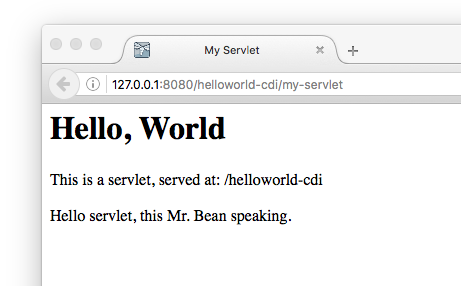 My Servlet
127.0.0.1:8080/helloworld-cdi/my-servlet
Hello, World
This is a servlet, served at: /helloworld-cdi
Hello servlet, this Mr. Bean speaking.